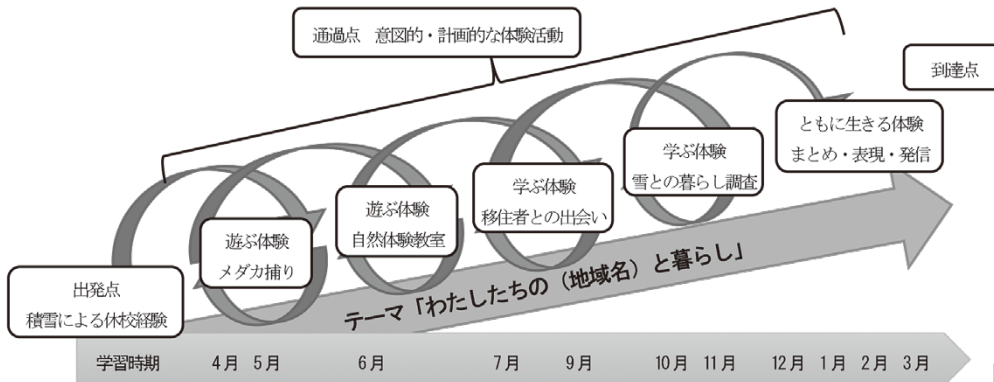 通過点　意図的・計画的な体験活動
到達点
ともに生きる体験
まとめ・表現・発信
学ぶ体験
雪との暮らし調査
学ぶ体験
移住者との出会い
遊ぶ体験
自然体験教室
遊ぶ体験
メダカ捕り
出発点
積雪による休校経験
テーマ「わたしたちの（地域名）と暮らし」
学習時期　4月　5月　6月　7月　9月　10月　11月　12月　1月　2月　3月